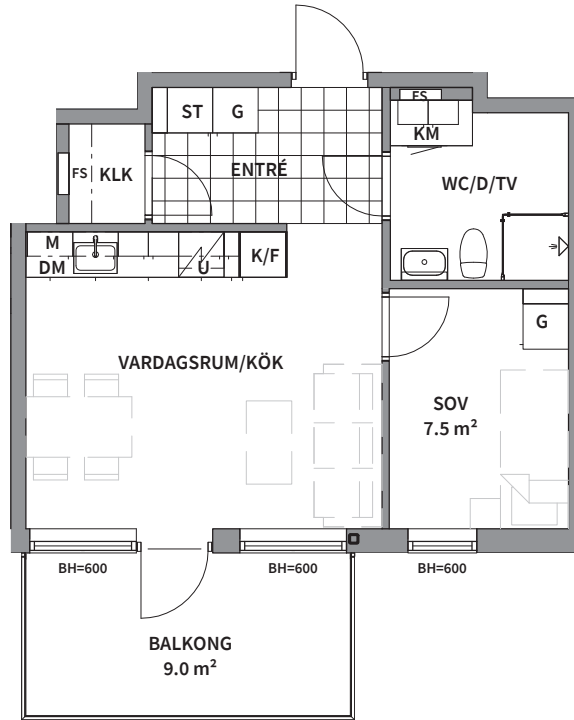 FS
ST G
KM
FS KLK
ENTRÉ
WC/D/TV
M
DM
U
K/F
G
VARDAGSRUM/KÖK
SOV
7.5 m²
BH=600
BH=600
BH=600
BALKONG
9.0 m²